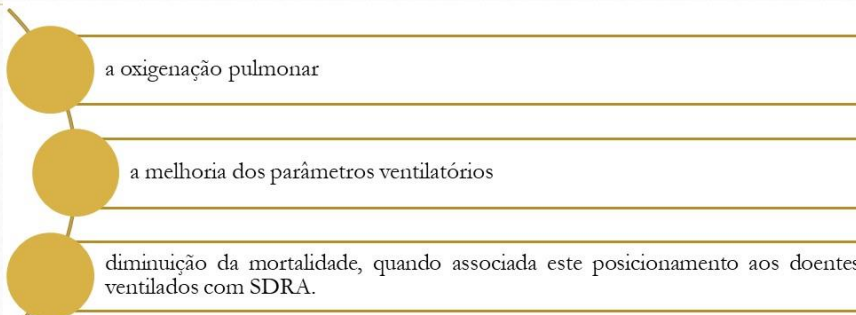 a oxigenação pulmonar
a melhoria dos parâmetros ventilatórios
diminuição da mortalidade, quando associada este posicionamento aos doentes
ventilados com SDRA.